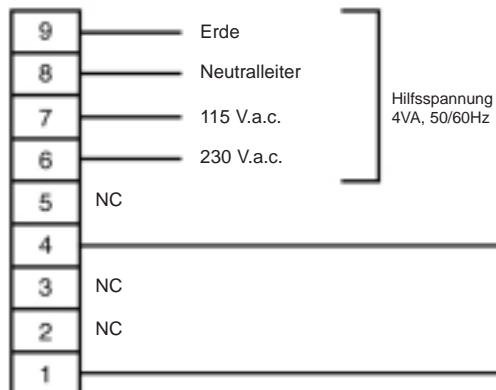 9 Erde
8 Neutralleiter
7 115 V.a.c.
6 230 V.a.c.
Hilfsspannung
4VA, 50/60Hz
5 NC
4
3 NC
2 NC
1